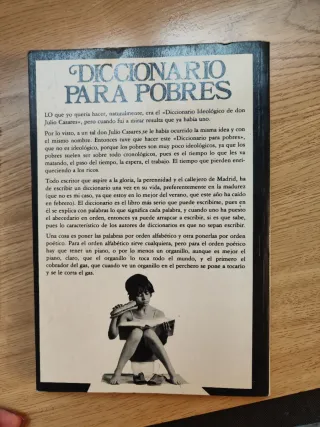 DICCIONARIO
PARA POBRES
LO que yo quería hacer, naturalmente, era el «Diccionario Ideológico de don
Julio Casares», pero cuando fui a mirar resulta que ya había uno.
Por lo visto, a un tal don Julio Casares, se le había ocurrido la misma idea y con
el mismo nombre. Entonces tuve que hacer este «Diccionario para pobres»,
que no es ideológico, porque los pobres son muy poco ideológicos, ya que los
pobres suelen ser sobre todo cronológicos, pues es el tiempo lo que les va
matando, el paso del tiempo, la espera, el trabajo. El tiempo que pierden enri-
queciendo a los ricos.
Todo escritor que aspire a la gloria, la perennidad y el callejero de Madrid, ha
de escribir un diccionario una vez en su vida, preferentemente en la madurez
(que no es mi caso, ya que estoy en lo mejor del verano, que este año ha caído
en febrero). El diccionario es el libro más serio que puede escribirse, pues en
él se explica con palabras lo que significa cada palabra, y cuando uno ha puesto
el abecedario en orden, entonces ya puede arrancar a escribir, si es que sabe,
pues lo característico de los autores de diccionarios es que no sepan escribir.
Una cosa es poner las palabras por orden alfabético y otra ponerlas por orden
poético. Para el orden alfabético sirve cualquiera, pero para el orden poético
hay que tener un piano, o por lo menos un organillo, aunque es mejor el
piano, claro, que el organillo lo toca todo el mundo, y el primero el
cobrador del gas, que cuando ve un organillo en el perchero se pone a tocarlo
y se le corta el gas.